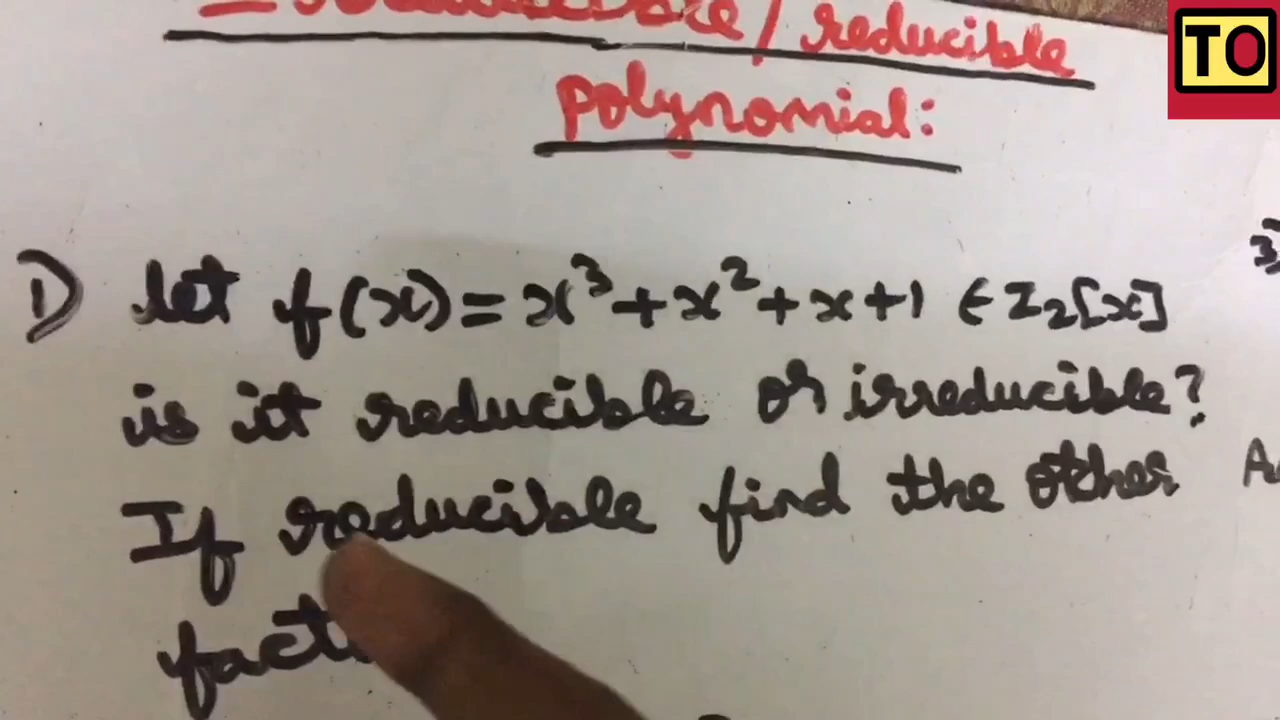 / reducible
TO
polynomial:
1) let f(x) = x³ + x² + x + 1 ∈ Z₂[x]
3)
is it reducible or irreducible?
If reducible find the other